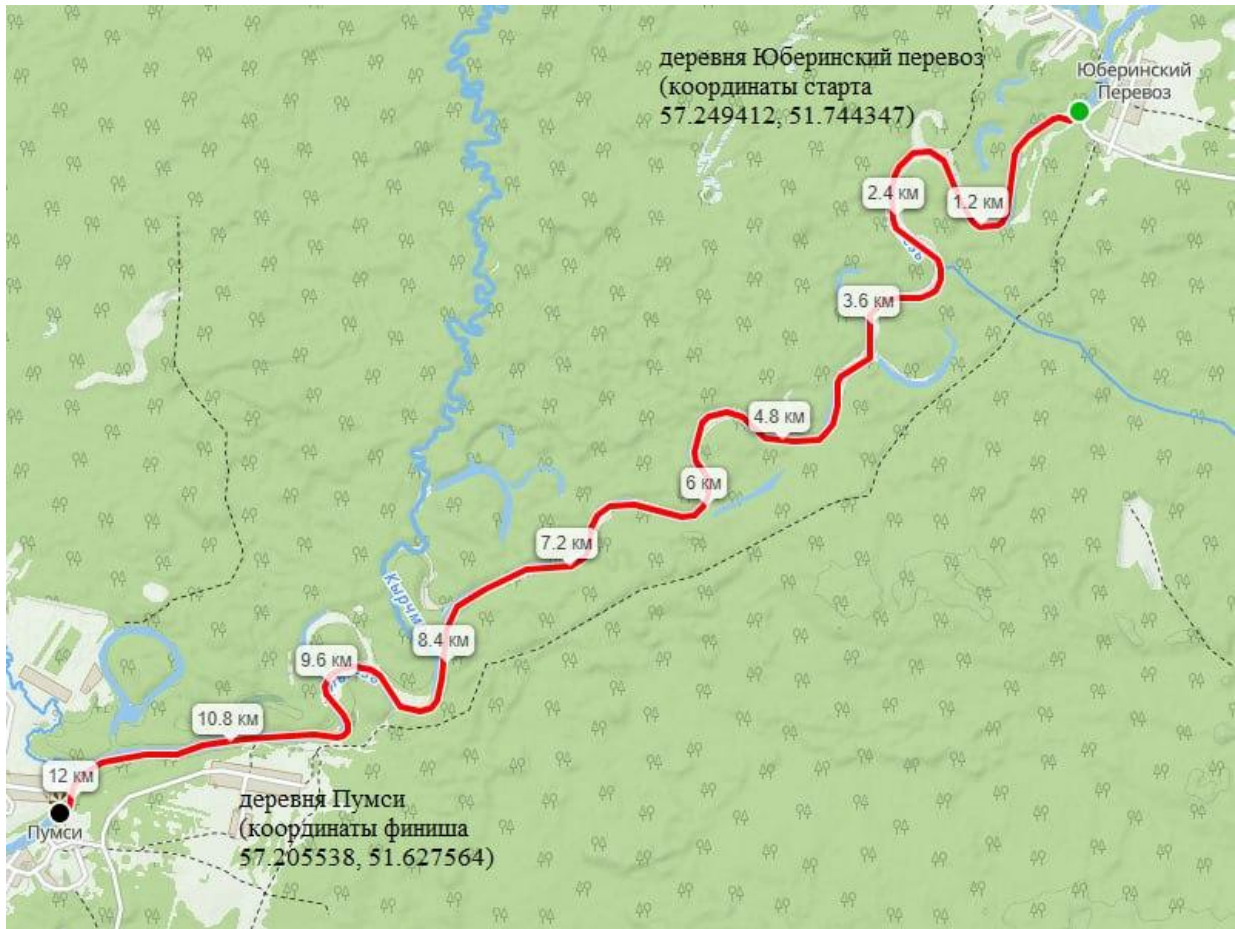 деревня Юберинский перевоз
(координаты старта
57.249412, 51.744347)
Юберинский
Перевоз
2.4 км
1.2 км
3.6 км
4.8 км
6 км
7.2 км
Кырчм
8.4 км
9.6 км
10.8 км
12 км
Пумси
деревня Пумси
(координаты финиша
57.205538, 51.627564)